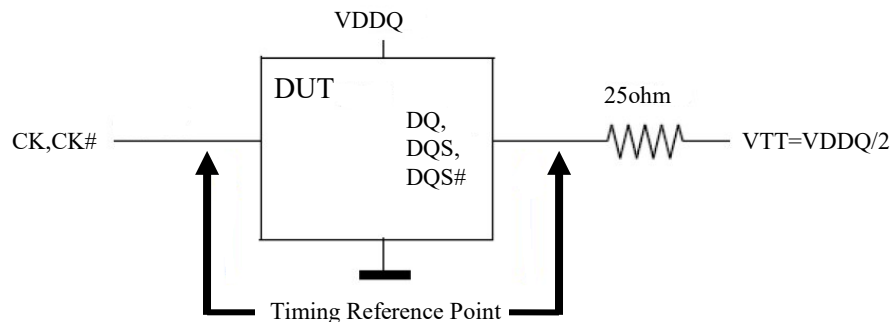 VDDQ
DUT
25ohm
DQ,
CK,CK#
DQS,
VTT=VDDQ/2
DQS#
Timing Reference Point